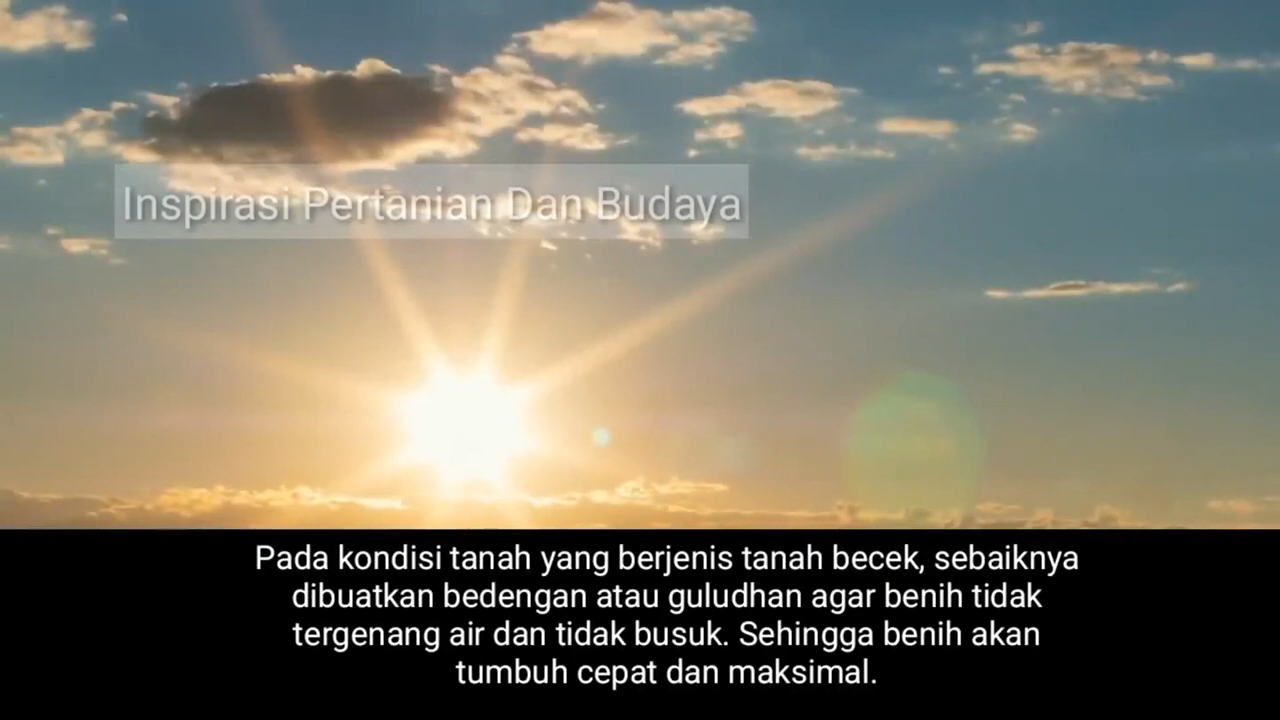 Inspirasi Pertanian Dan Budaya
Pada kondisi tanah yang berjenis tanah becek, sebaiknya
dibuatkan bedengan atau guludhan agar benih tidak
tergenang air dan tidak busuk. Sehingga benih akan
tumbuh cepat dan maksimal.